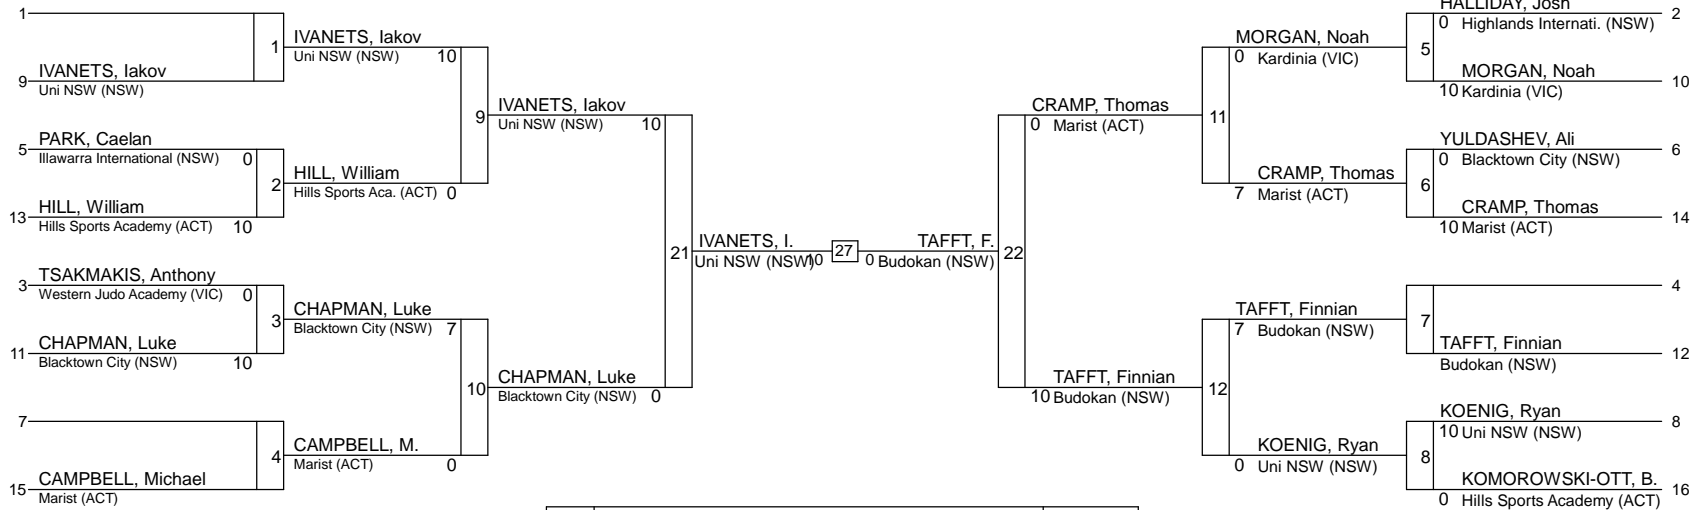 1
IVANETS, Iakov
Uni NSW (NSW)
9
1
IVANETS, Iakov
Uni NSW (NSW) 10
PARK, Caelan
5
Illawarra International (NSW) 0
2
HILL, William
13
Hills Sports Academy (ACT) 10
HILL, William
Hills Sports Aca. (ACT) 0
9
IVANETS, Iakov
Uni NSW (NSW) 10
TSAKMAKIS, Anthony
3
Western Judo Academy (VIC) 0
3
CHAPMAN, Luke
11
Blacktown City (NSW) 10
CHAPMAN, Luke
Blacktown City (NSW) 7
7
4
CAMPBELL, Michael
15
Marist (ACT)
CAMPBELL, M.
Marist (ACT) 0
10
CHAPMAN, Luke
Blacktown City (NSW) 0
21
IVANETS, I.
Uni NSW (NSW) 10
27
TAFFT, F.
0 Budokan (NSW)
22
CRAMP, Thomas
0 Marist (ACT)
11
MORGAN, Noah
0 Kardinia (VIC)
5
HALLIDAY, Josh
2
0 Highlands Internati. (NSW)
MORGAN, Noah
10
10 Kardinia (VIC)
CRAMP, Thomas
7 Marist (ACT)
6
YULDASHEV, Ali
6
0 Blacktown City (NSW)
CRAMP, Thomas
14
10 Marist (ACT)
TAFFT, Finnian
10 Budokan (NSW)
12
TAFFT, Finnian
7 Budokan (NSW)
7
4
TAFFT, Finnian
12
Budokan (NSW)
KOENIG, Ryan
0 Uni NSW (NSW)
8
KOENIG, Ryan
8
10 Uni NSW (NSW)
KOMOROWSKI-OTT, B.
16
0 Hills Sports Academy (ACT)